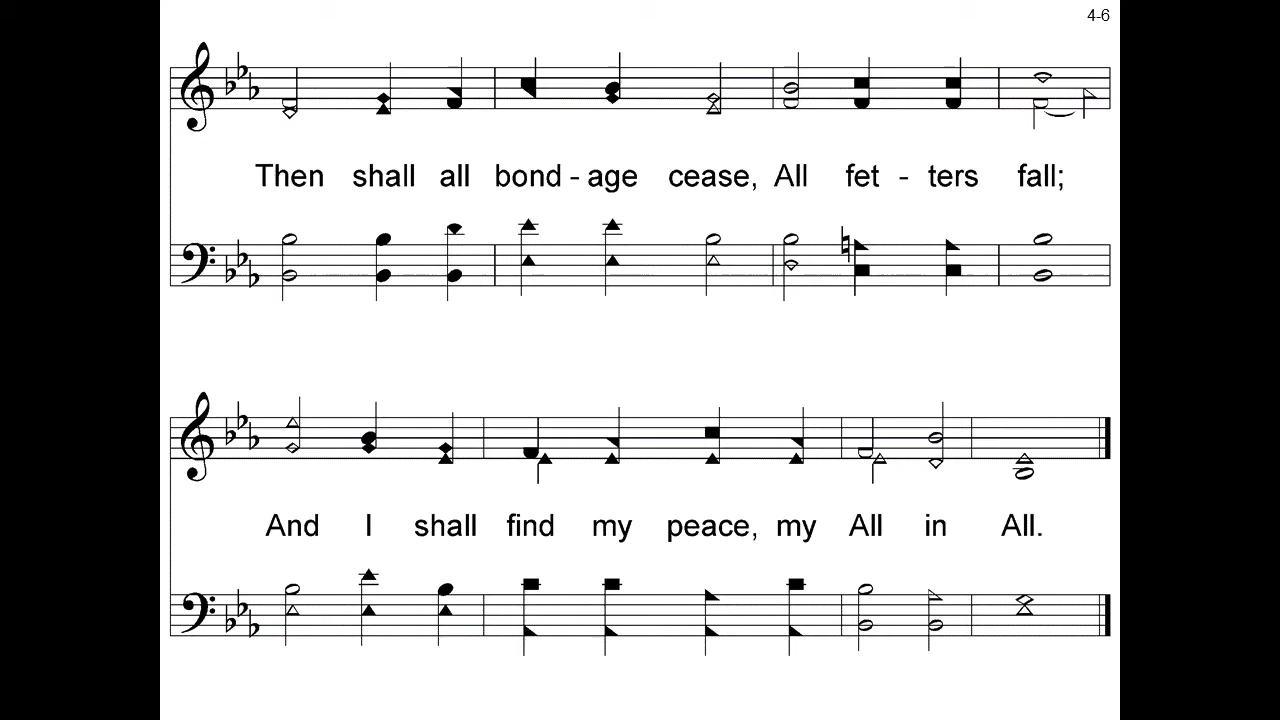 4-6
Then shall all bond - age cease, All fet - ters fall;
And I shall find my peace, my All in All.